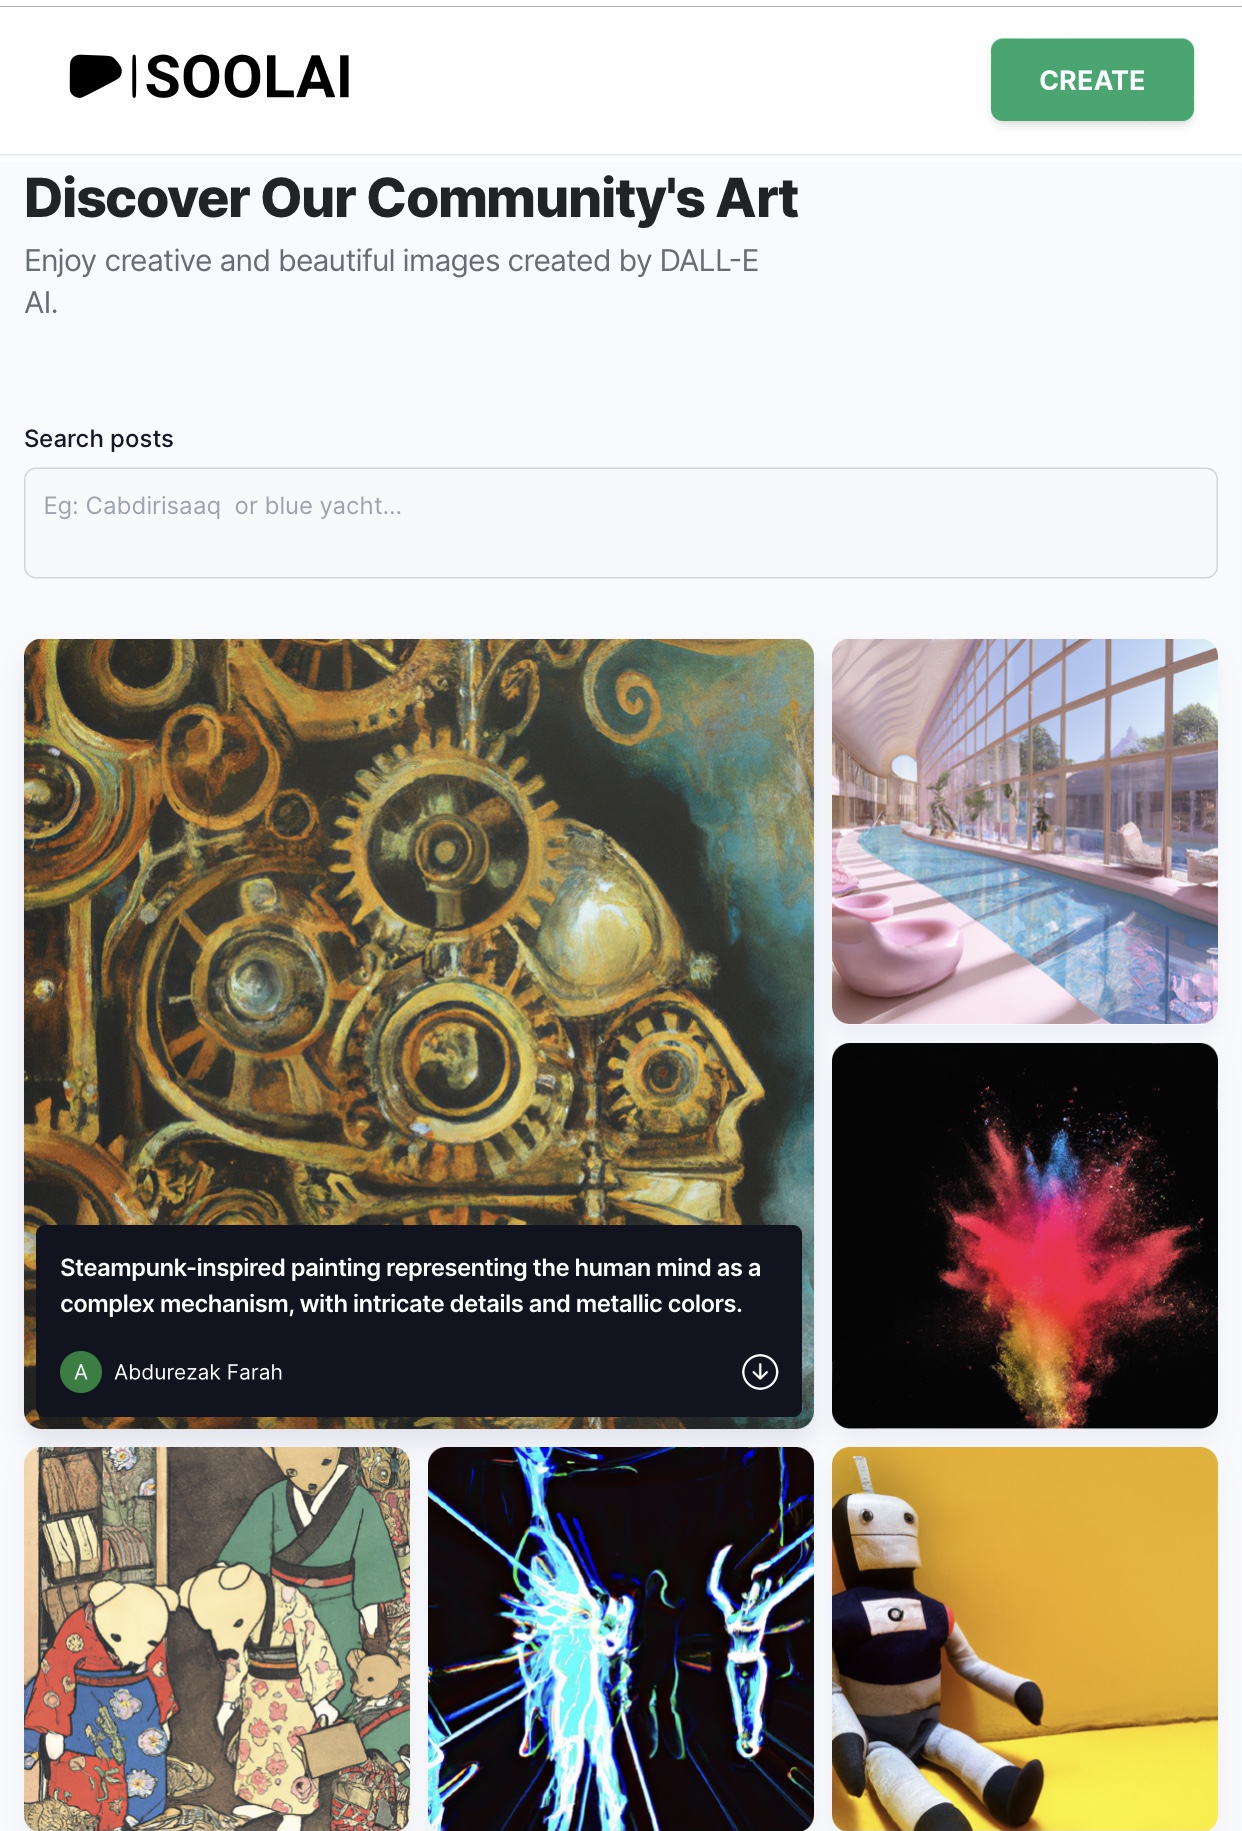 SOOLAI
CREATE
Discover Our Community's Art
Enjoy creative and beautiful images created by DALL-E
AI.
Search posts
Eg: Cabdirisaaq  or blue yacht...
Steampunk-inspired painting representing the human mind as a
complex mechanism, with intricate details and metallic colors.
A Abdurezak Farah